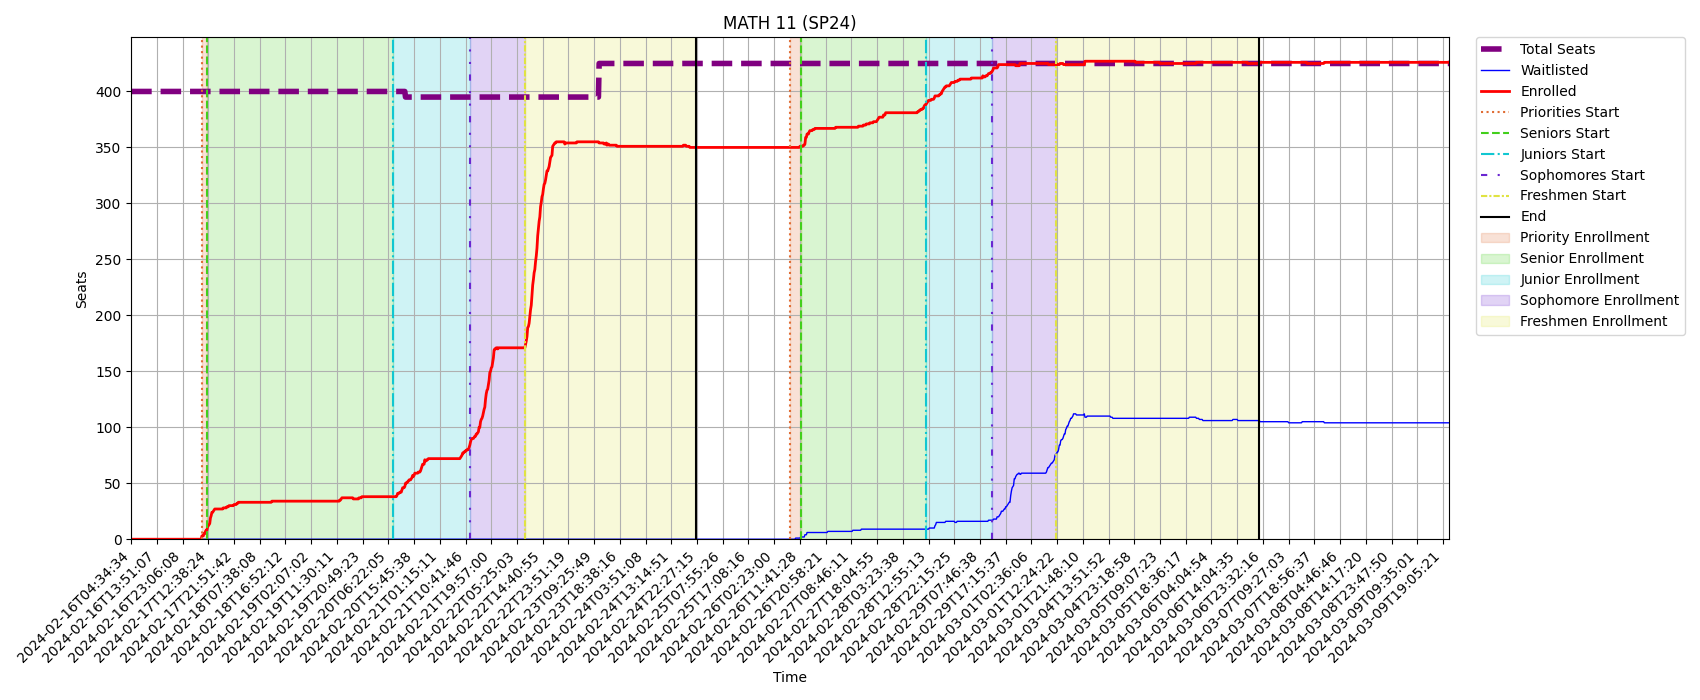 MATH 11 (SP24)
Seats
400
350
300
250
200
150
100
50
0
2024-02-16T04:34:34
2024-02-16T13:51:07
2024-02-16T23:06:08
2024-02-17T12:38:24
2024-02-17T21:51:42
2024-02-18T07:38:08
2024-02-18T16:52:12
2024-02-19T02:07:02
2024-02-19T11:30:11
2024-02-19T20:49:23
2024-02-20T06:22:05
2024-02-20T15:45:38
2024-02-21T01:15:11
2024-02-21T10:41:46
2024-02-21T19:57:00
2024-02-22T05:25:03
2024-02-22T14:40:55
2024-02-22T23:51:19
2024-02-23T09:25:49
2024-02-23T18:38:16
2024-02-24T03:51:08
2024-02-24T13:14:51
2024-02-24T22:27:15
2024-02-25T07:55:26
2024-02-25T17:08:16
2024-02-26T02:23:00
2024-02-26T11:41:28
2024-02-26T20:58:21
2024-02-27T08:46:11
2024-02-27T18:04:55
2024-02-28T03:23:38
2024-02-28T12:55:13
2024-02-28T22:15:25
2024-02-29T07:46:38
2024-02-29T17:15:37
2024-03-01T02:36:06
2024-03-01T12:24:22
2024-03-01T21:48:10
2024-03-04T13:51:52
2024-03-04T23:18:58
2024-03-05T09:07:23
2024-03-05T18:36:17
2024-03-06T04:04:54
2024-03-06T14:04:35
2024-03-06T23:32:16
2024-03-07T09:27:03
2024-03-07T18:56:37
2024-03-08T04:46:46
2024-03-08T14:17:20
2024-03-08T23:47:50
2024-03-09T09:35:01
2024-03-09T19:05:21
Time
Total Seats
Waitlisted
Enrolled
Priorities Start
Seniors Start
Juniors Start
Sophomores Start
Freshmen Start
End
Priority Enrollment
Senior Enrollment
Junior Enrollment
Sophomore Enrollment
Freshmen Enrollment